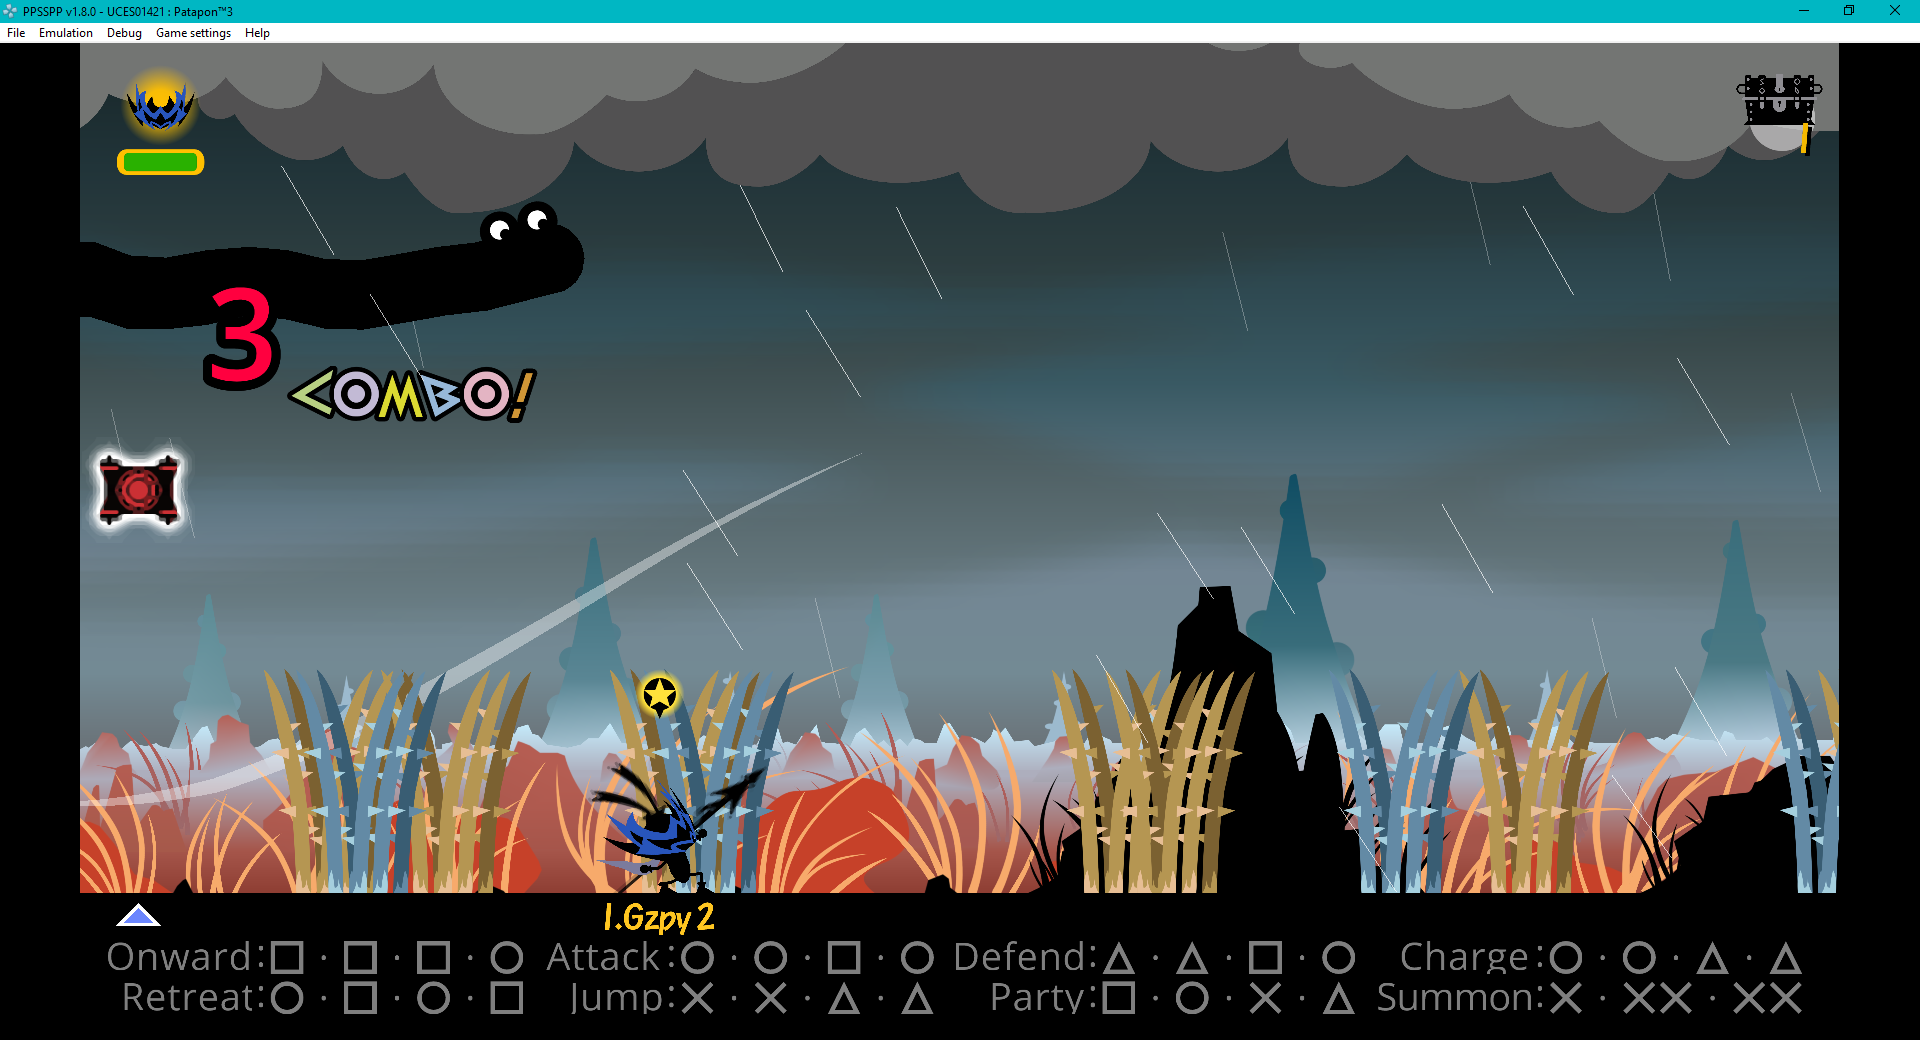 PPSSPP v1.8.0 - UCES01421 : Patapon™3
File Emulation Debug Game settings Help
3
COMBO!
1.Gzpy 2
Onward:□ · □ · □ · ○ Attack:○ · ○ · □ · ○ Defend:△ · △ · □ · ○ Charge:○ · ○ · △ · △
Retreat:○ · □ · ○ · □ Jump:✕ · ✕ · △ · △ Party:□ · ○ · ✕ · △ Summon:✕ · ✕✕ · ✕✕